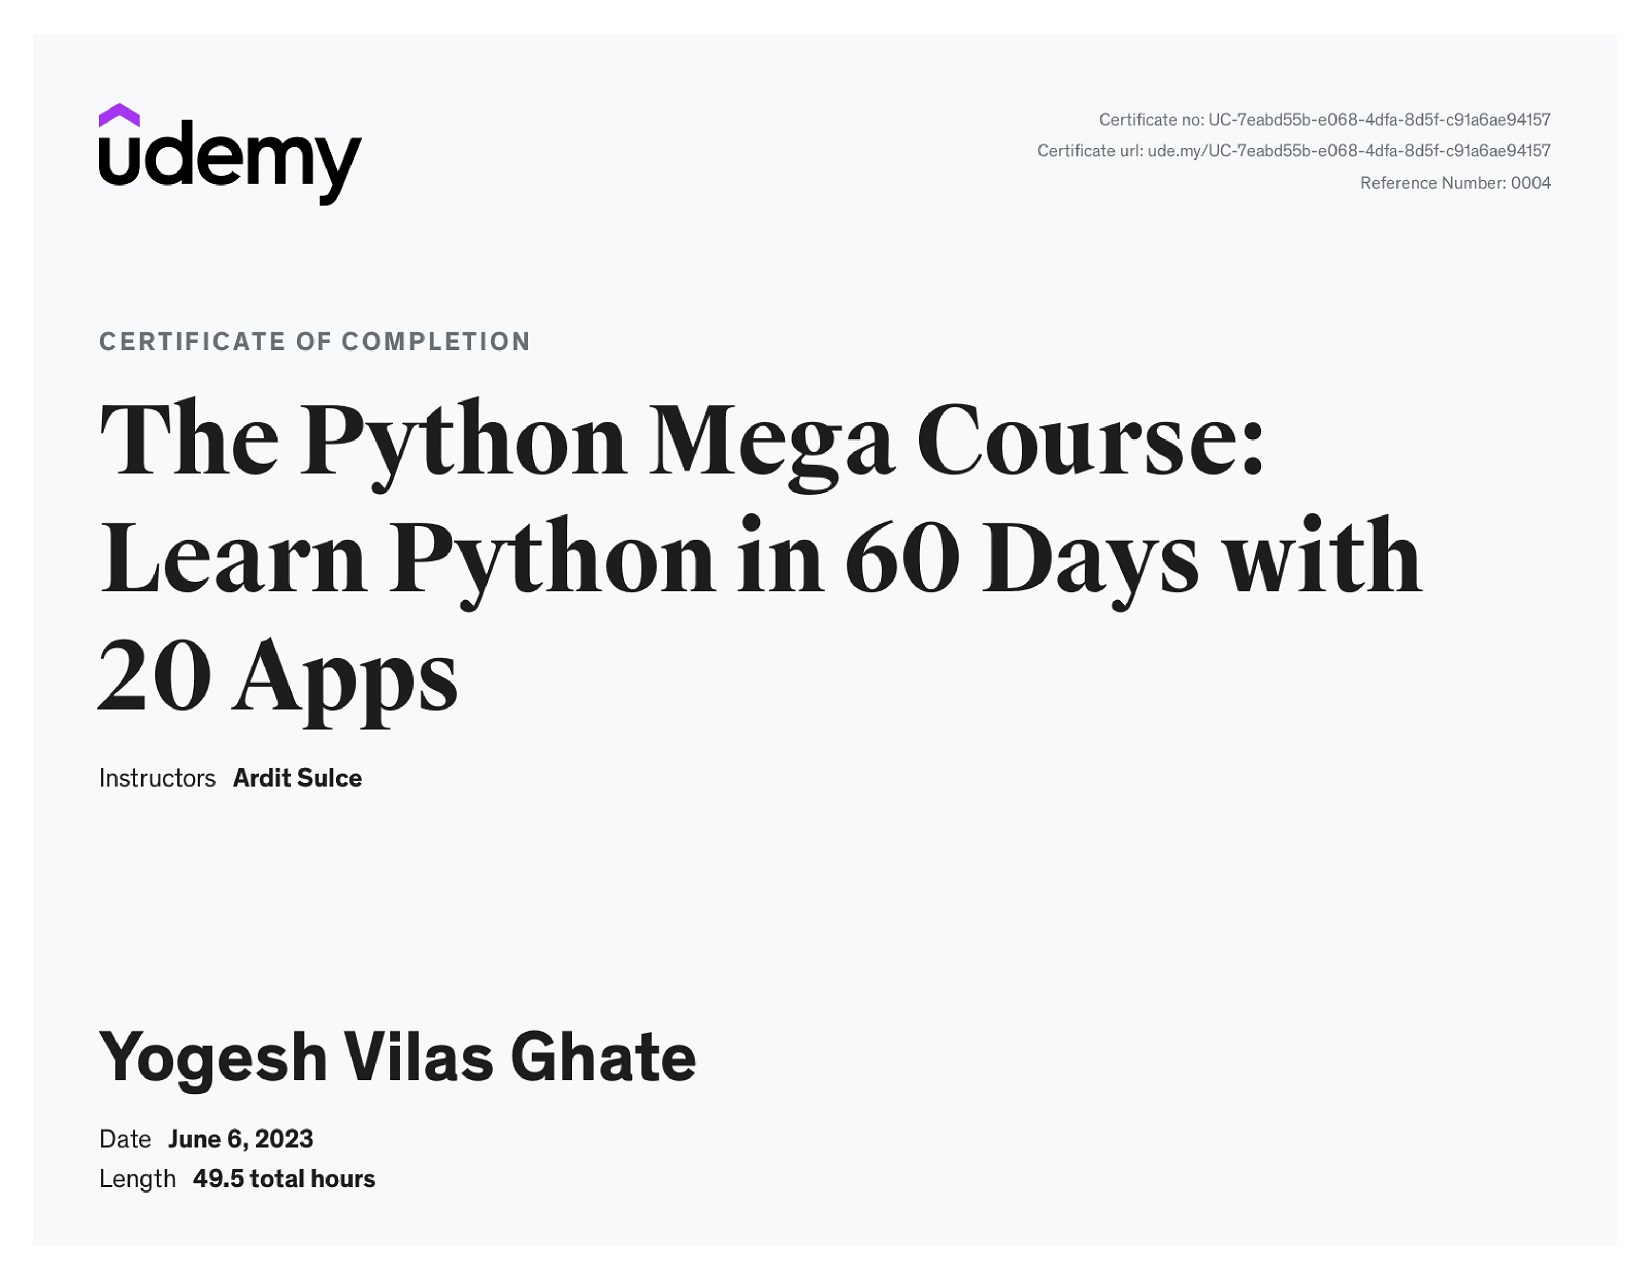 udemy
Certificate no: UC-7eabd55b-e068-4dfa-8d5f-c91a6ae94157
Certificate url: ude.my/UC-7eabd55b-e068-4dfa-8d5f-c91a6ae94157
Reference Number: 0004
CERTIFICATE OF COMPLETION
The Python Mega Course:
Learn Python in 60 Days with
20 Apps
Instructors Ardit Sulce
Yogesh Vilas Ghate
Date June 6, 2023
Length 49.5 total hours